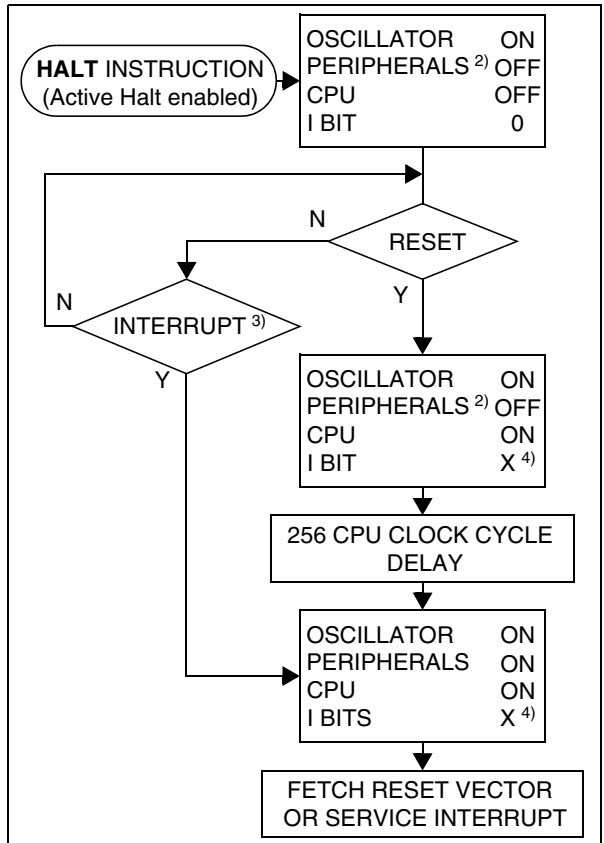 HALT INSTRUCTION
(Active Halt enabled)
OSCILLATOR ON
PERIPHERALS 2) OFF
CPU OFF
I BIT 0
N
RESET
Y
N
INTERRUPT 3)
Y
OSCILLATOR ON
PERIPHERALS 2) OFF
CPU ON
I BIT X 4)
256 CPU CLOCK CYCLE
DELAY
OSCILLATOR ON
PERIPHERALS ON
CPU ON
I BITS X 4)
FETCH RESET VECTOR
OR SERVICE INTERRUPT